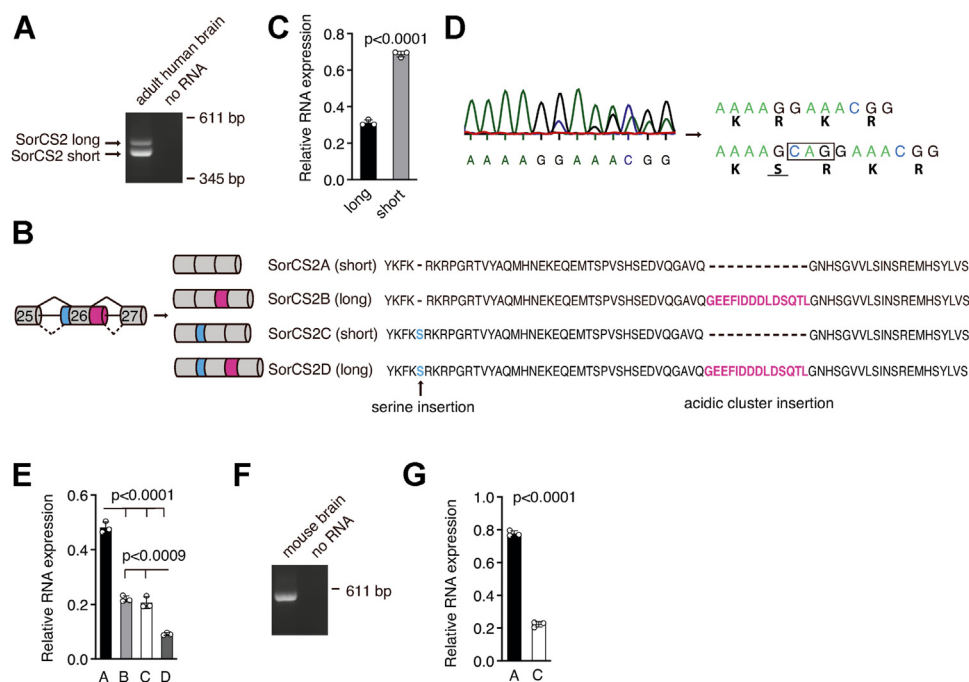 A
adult human brain
no RNA
611 bp
SorCS2 long
SorCS2 short
345 bp
C
Relative RNA expression
0.8
0.6
0.4
0.2
0.0
p<0.0001
long
short
D
A A A A G G A A A C G G
A A A A G G A A A C G G
K R K R
A A A A G C A G G A A A C G G
K S R K R
B
25 26 27
SorCS2A (short) YKFK-RKRPGRTVYAQMHNEKEQEMTSPVSHSEDVQGAVQ--------------GNHSGVVLSINSREMHSYLVS
SorCS2B (long) YKFK-RKRPGRTVYAQMHNEKEQEMTSPVSHSEDVQGAVQGEEFIDDDLDSQTLGNHSGVVLSINSREMHSYLVS
SorCS2C (short) YKFKSRKRPGRTVYAQMHNEKEQEMTSPVSHSEDVQGAVQ--------------GNHSGVVLSINSREMHSYLVS
SorCS2D (long) YKFKSRKRPGRTVYAQMHNEKEQEMTSPVSHSEDVQGAVQGEEFIDDDLDSQTLGNHSGVVLSINSREMHSYLVS
serine insertion
acidic cluster insertion
E
Relative RNA expression
0.6
0.4
0.2
0.0
p<0.0001
p<0.0009
A B C D
F
mouse brain
no RNA
611 bp
G
Relative RNA expression
1.0
0.8
0.6
0.4
0.2
0.0
p<0.0001
A C